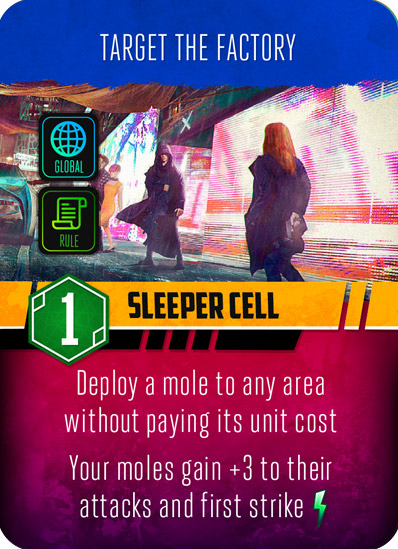 TARGET THE FACTORY
GLOBAL
RULE
1
SLEEPER CELL
Deploy a mole to any area
without paying its unit cost
Your moles gain +3 to their
attacks and first strike